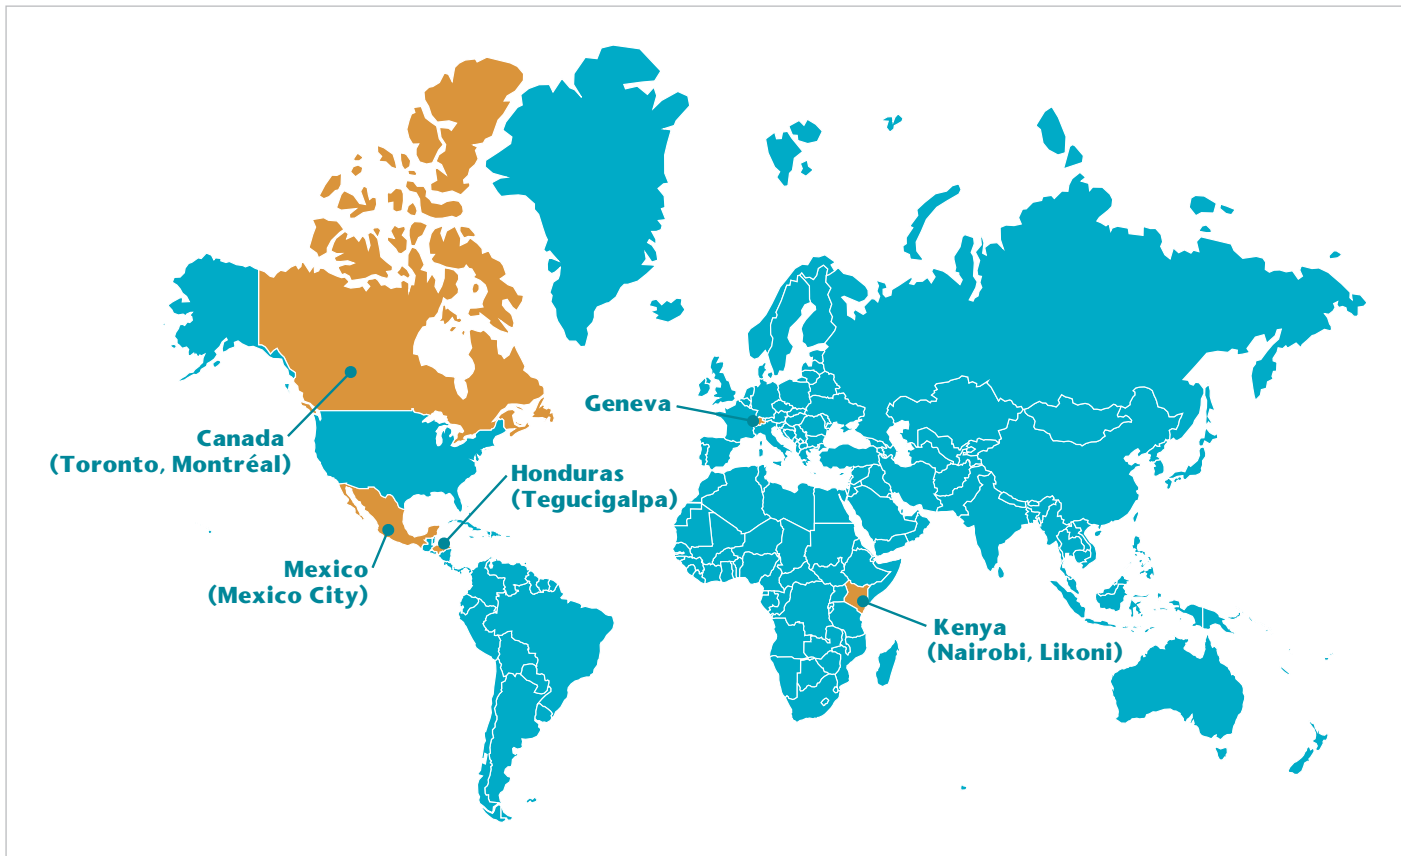 Geneva
Canada
(Toronto, Montréal)
Honduras
(Tegucigalpa)
Mexico
(Mexico City)
Kenya
(Nairobi, Likoni)